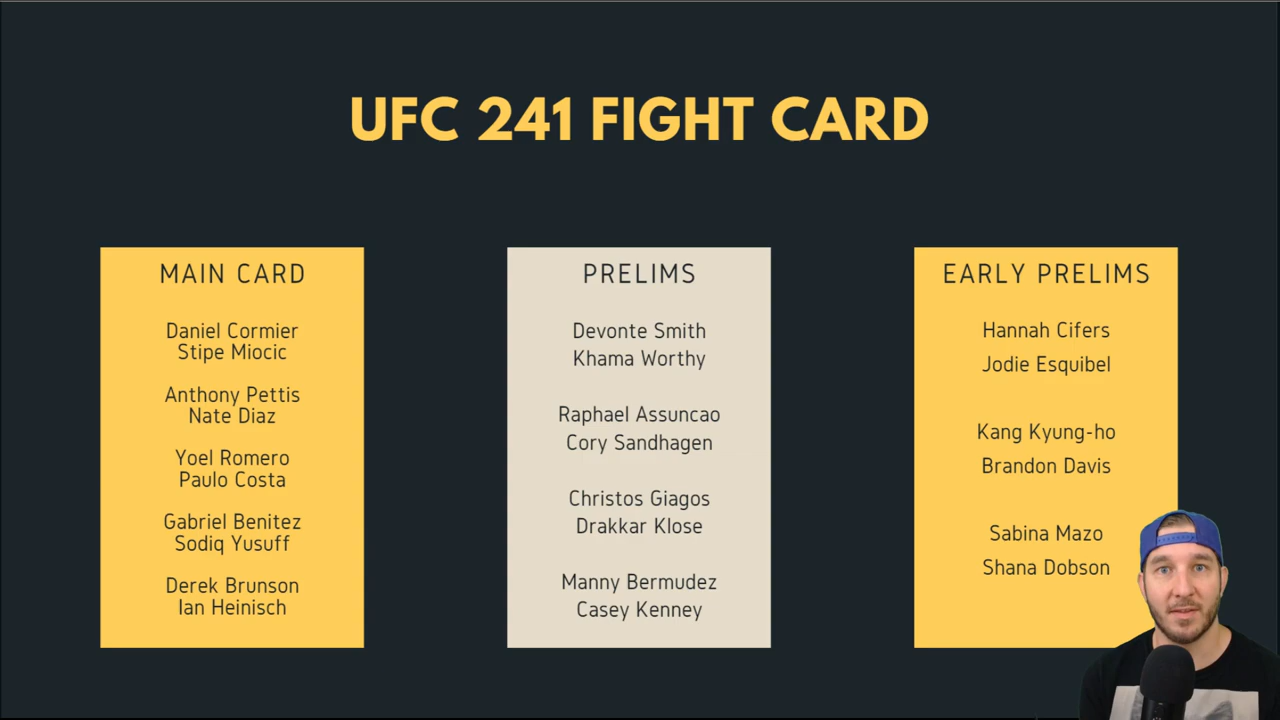 UFC 241 FIGHT CARD
MAIN CARD
Daniel Cormier
Stipe Miocic
Anthony Pettis
Nate Diaz
Yoel Romero
Paulo Costa
Gabriel Benitez
Sodiq Yusuff
Derek Brunson
Ian Heinisch
PRELIMS
Devonte Smith
Khama Worthy
Raphael Assuncao
Cory Sandhagen
Christos Giagos
Drakkar Klose
Manny Bermudez
Casey Kenney
EARLY PRELIMS
Hannah Cifers
Jodie Esquibel
Kang Kyung-ho
Brandon Davis
Sabina Mazo
Shana Dobson